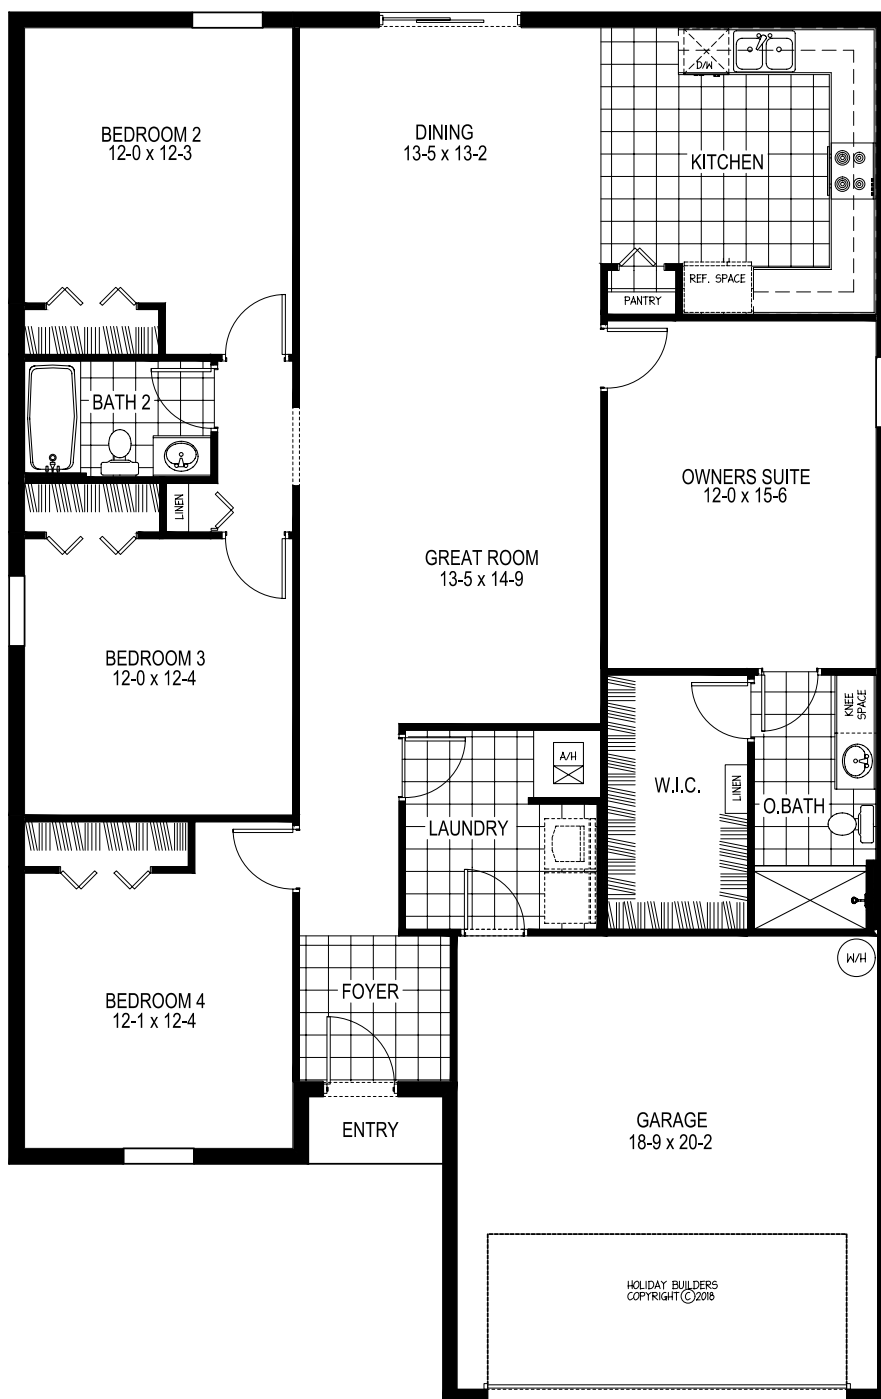 D/W
BEDROOM 2
12-0 x 12-3
DINING
13-5 x 13-2
KITCHEN
REF. SPACE
PANTRY
BATH 2
LINEN
OWNERS SUITE
12-0 x 15-6
GREAT ROOM
13-5 x 14-9
BEDROOM 3
12-0 x 12-4
KNEE
SPACE
A/H
W.I.C.
LINEN
O.BATH
LAUNDRY
W/H
FOYER
BEDROOM 4
12-1 x 12-4
ENTRY
GARAGE
18-9 x 20-2
HOLIDAY BUILDERS
COPYRIGHT © 2018